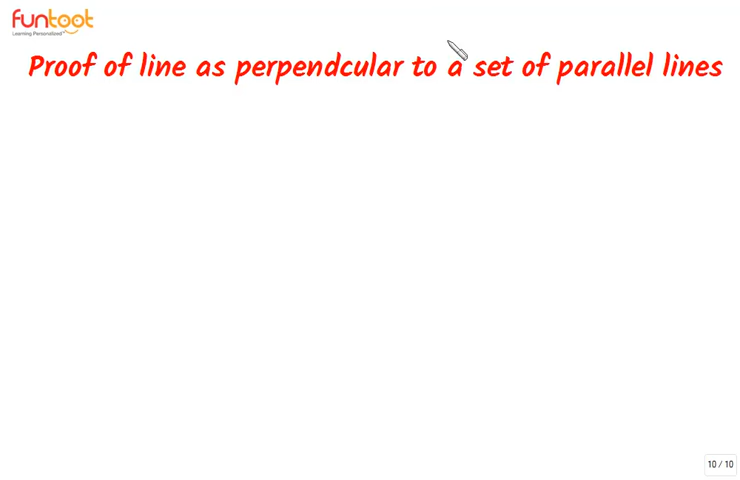 funtoot
Learning Personalized
Proof of line as perpendcular to a set of parallel lines
10 / 10